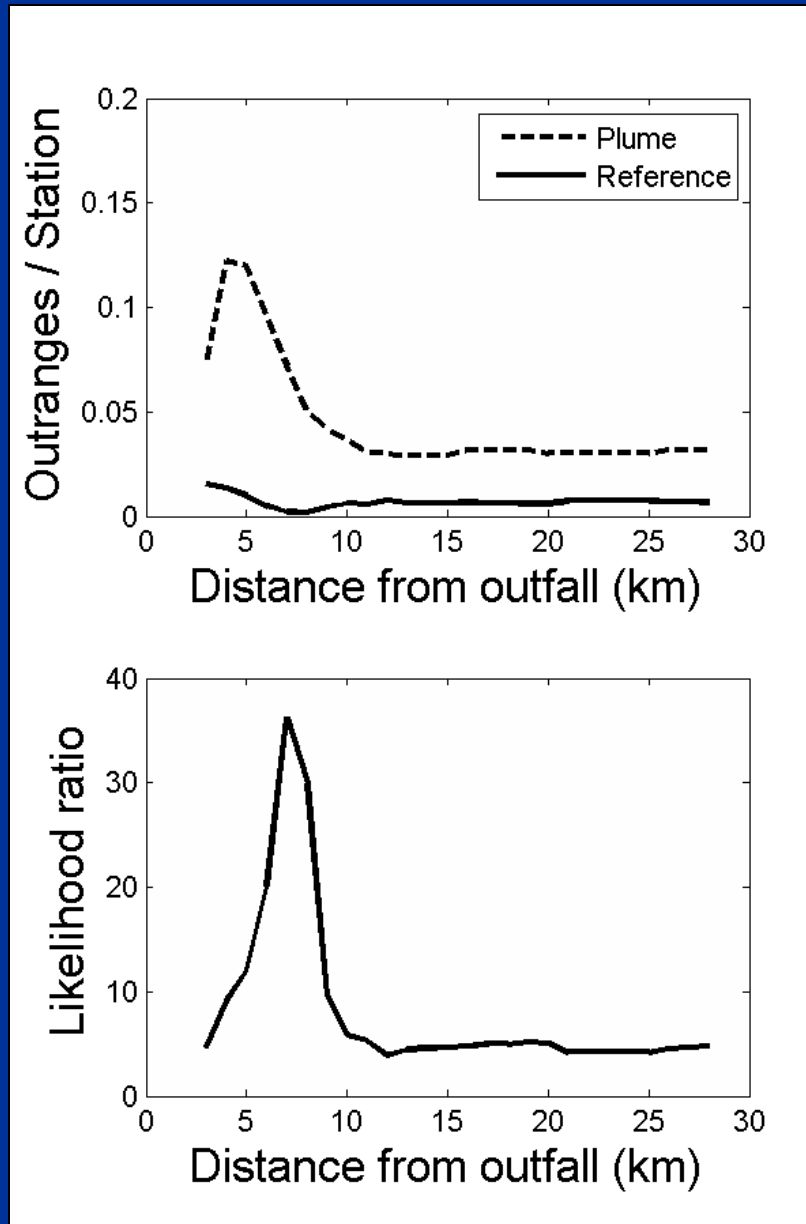 0.2
Plume
Reference
0.15
0.1
0.05
0
0 5 10 15 20 25 30
Outranges / Station
Distance from outfall (km)
40
30
20
10
0
0 5 10 15 20 25 30
Likelihood ratio
Distance from outfall (km)